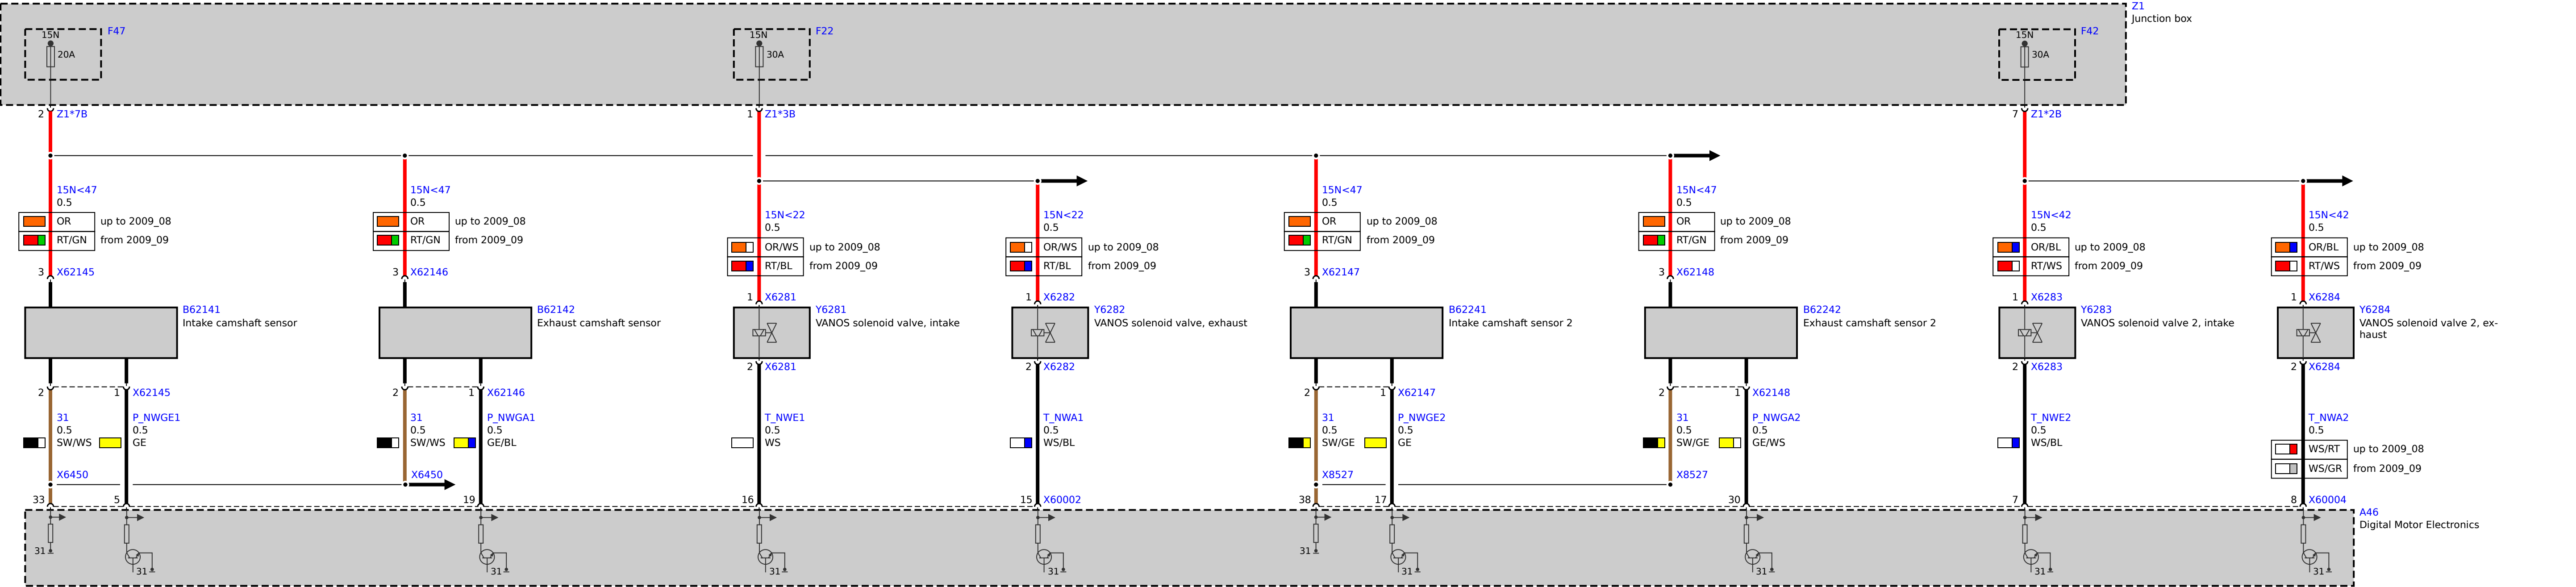 Z1
Junction box
15N F47
20A
15N F22
30A
15N F42
30A
2 Z1*7B
1 Z1*3B
7 Z1*2B
15N<47
0.5
OR up to 2009_08
RT/GN from 2009_09
3 X62145
15N<47
0.5
OR up to 2009_08
RT/GN from 2009_09
3 X62146
15N<22
0.5
OR/WS up to 2009_08
RT/BL from 2009_09
1 X6281
15N<22
0.5
OR/WS up to 2009_08
RT/BL from 2009_09
1 X6282
15N<47
0.5
OR up to 2009_08
RT/GN from 2009_09
3 X62147
15N<47
0.5
OR up to 2009_08
RT/GN from 2009_09
3 X62148
15N<42
0.5
OR/BL up to 2009_08
RT/WS from 2009_09
1 X6283
15N<42
0.5
OR/BL up to 2009_08
RT/WS from 2009_09
1 X6284
B62141
Intake camshaft sensor
B62142
Exhaust camshaft sensor
Y6281
VANOS solenoid valve, intake
Y6282
VANOS solenoid valve, exhaust
B62241
Intake camshaft sensor 2
B62242
Exhaust camshaft sensor 2
Y6283
VANOS solenoid valve 2, intake
Y6284
VANOS solenoid valve 2, ex-
haust
2 1 X62145
31 P_NWGE1
0.5 0.5
SW/WS GE
X6450
33 5
2 1 X62146
31 P_NWGA1
0.5 0.5
SW/WS GE/BL
X6450
19
2 X6281
T_NWE1
0.5
WS
16
2 X6282
T_NWA1
0.5
WS/BL
15 X60002
2 1 X62147
31 P_NWGE2
0.5 0.5
SW/GE GE
X8527
38 17
2 1 X62148
31 P_NWGA2
0.5 0.5
SW/GE GE/WS
X8527
30
2 X6283
T_NWE2
0.5
WS/BL
7
2 X6284
T_NWA2
0.5
WS/RT up to 2009_08
WS/GR from 2009_09
8 X60004
A46
Digital Motor Electronics
31 31 31 31 31 31 31 31 31 31